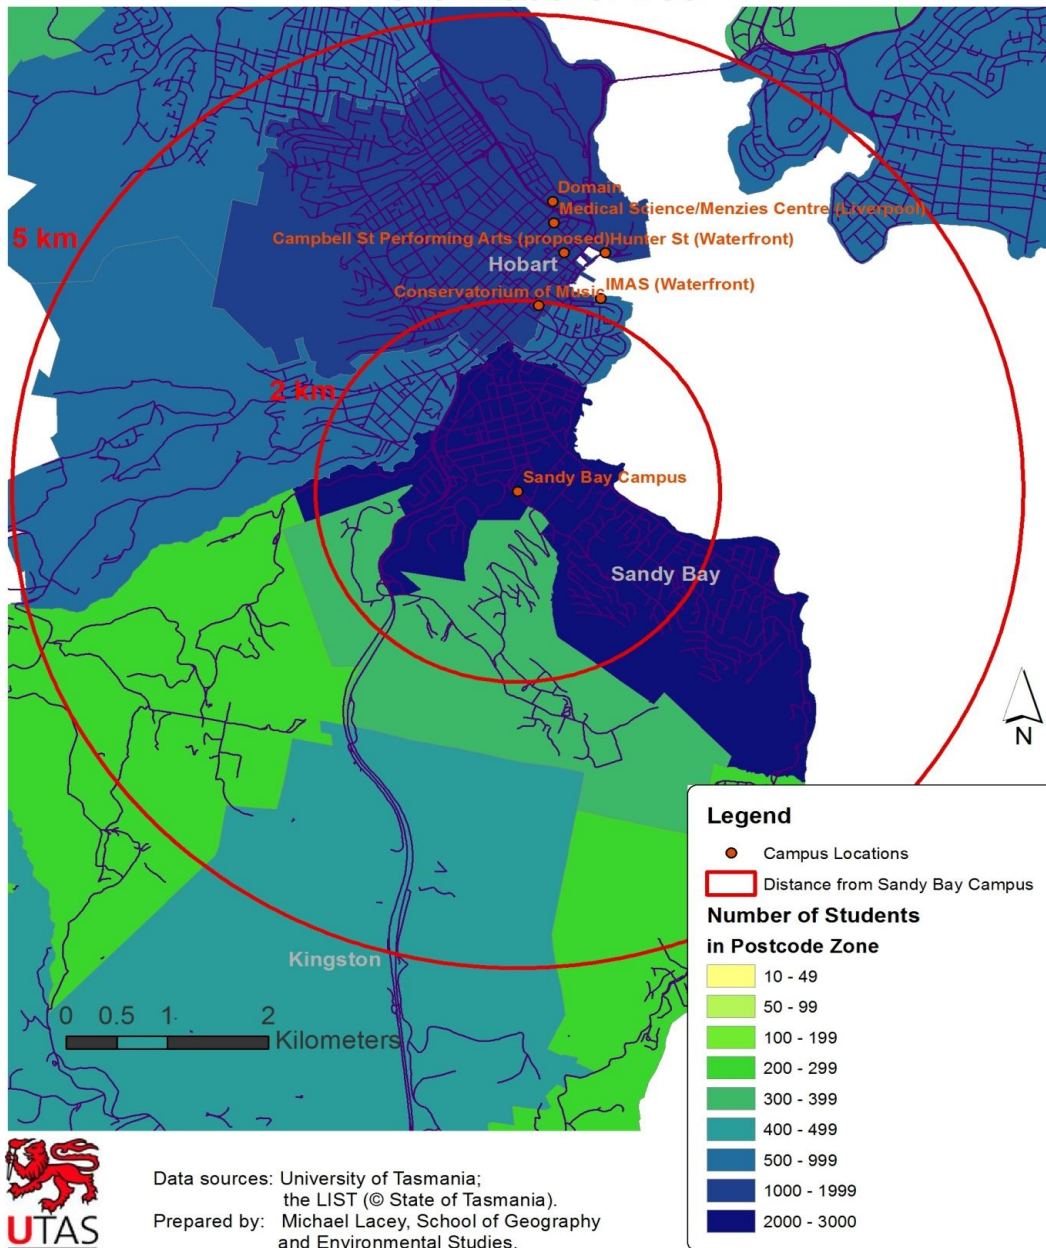 5 km
Domain
Medical Science/Menzies Centre (Liverpool)
Campbell St Performing Arts (proposed)
Hunter St (Waterfront)
Hobart
IMAS (Waterfront)
Conservatorium of Music
2 km
Sandy Bay Campus
Sandy Bay
N
Kingston
0 0.5 1 2
Kilometers
Legend
Campus Locations
Distance from Sandy Bay Campus
Number of Students
in Postcode Zone
10 - 49
50 - 99
100 - 199
200 - 299
300 - 399
400 - 499
500 - 999
1000 - 1999
2000 - 3000
UTAS
Data sources: University of Tasmania;
the LIST (© State of Tasmania).
Prepared by: Michael Lacey, School of Geography
and Environmental Studies.